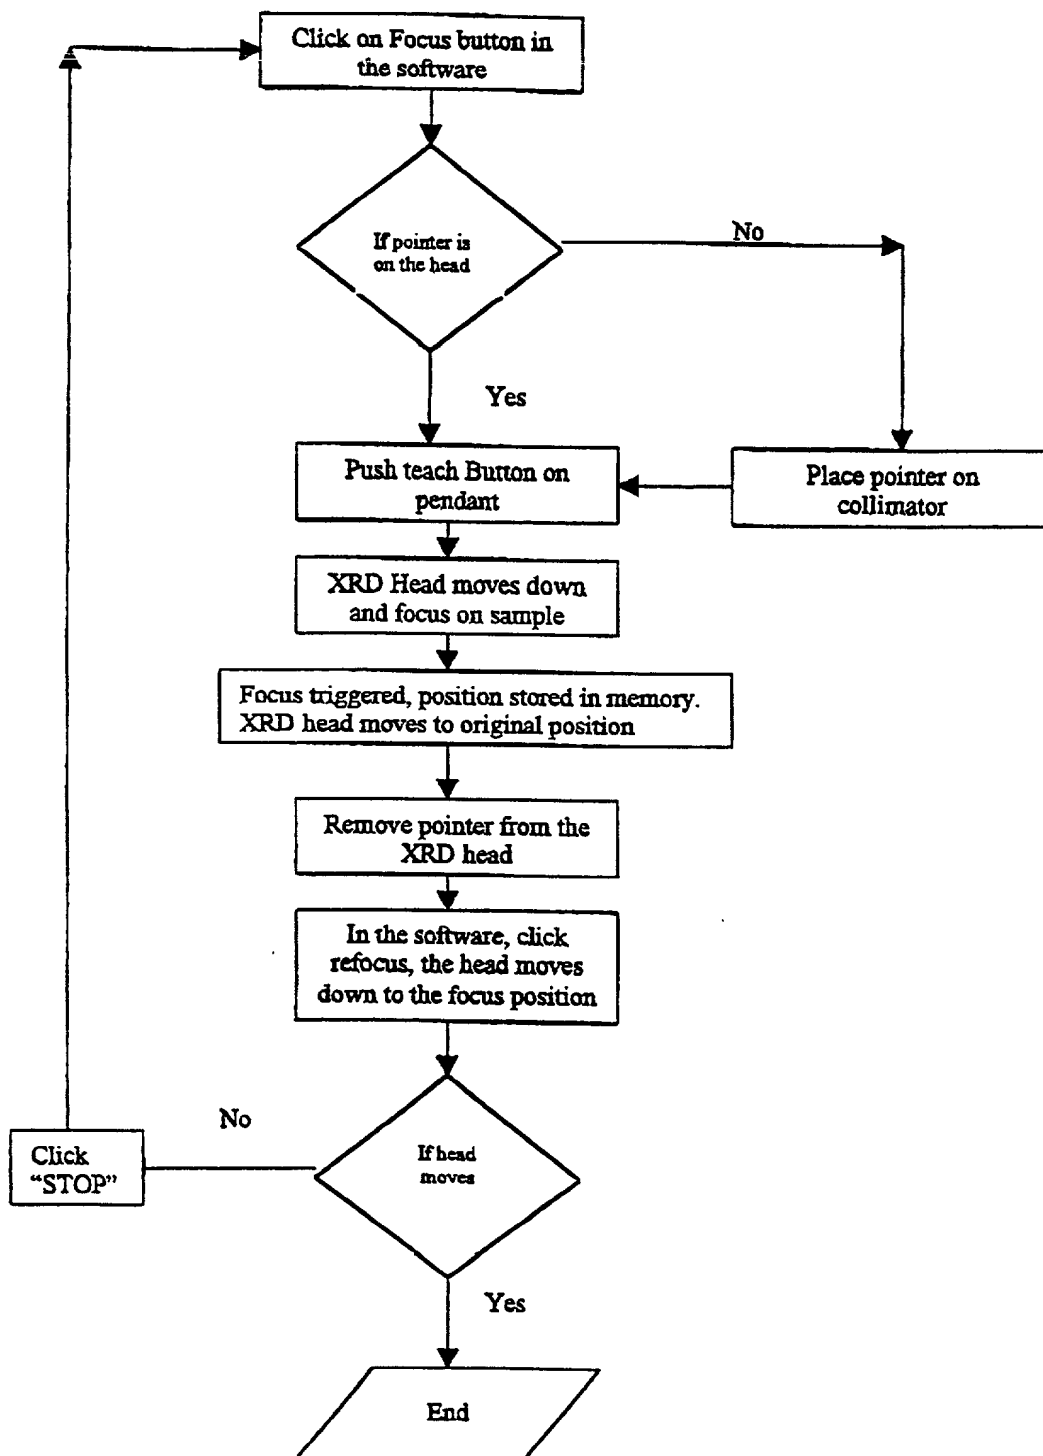 Click on Focus button in
the software
If pointer is
on the head
No
Yes
Push teach Button on
pendant
Place pointer on
collimator
XRD Head moves down
and focus on sample
Focus triggered, position stored in memory.
XRD head moves to original position
Remove pointer from the
XRD head
In the software, click
refocus, the head moves
down to the focus position
No
Click
“STOP”
If head
moves
Yes
End